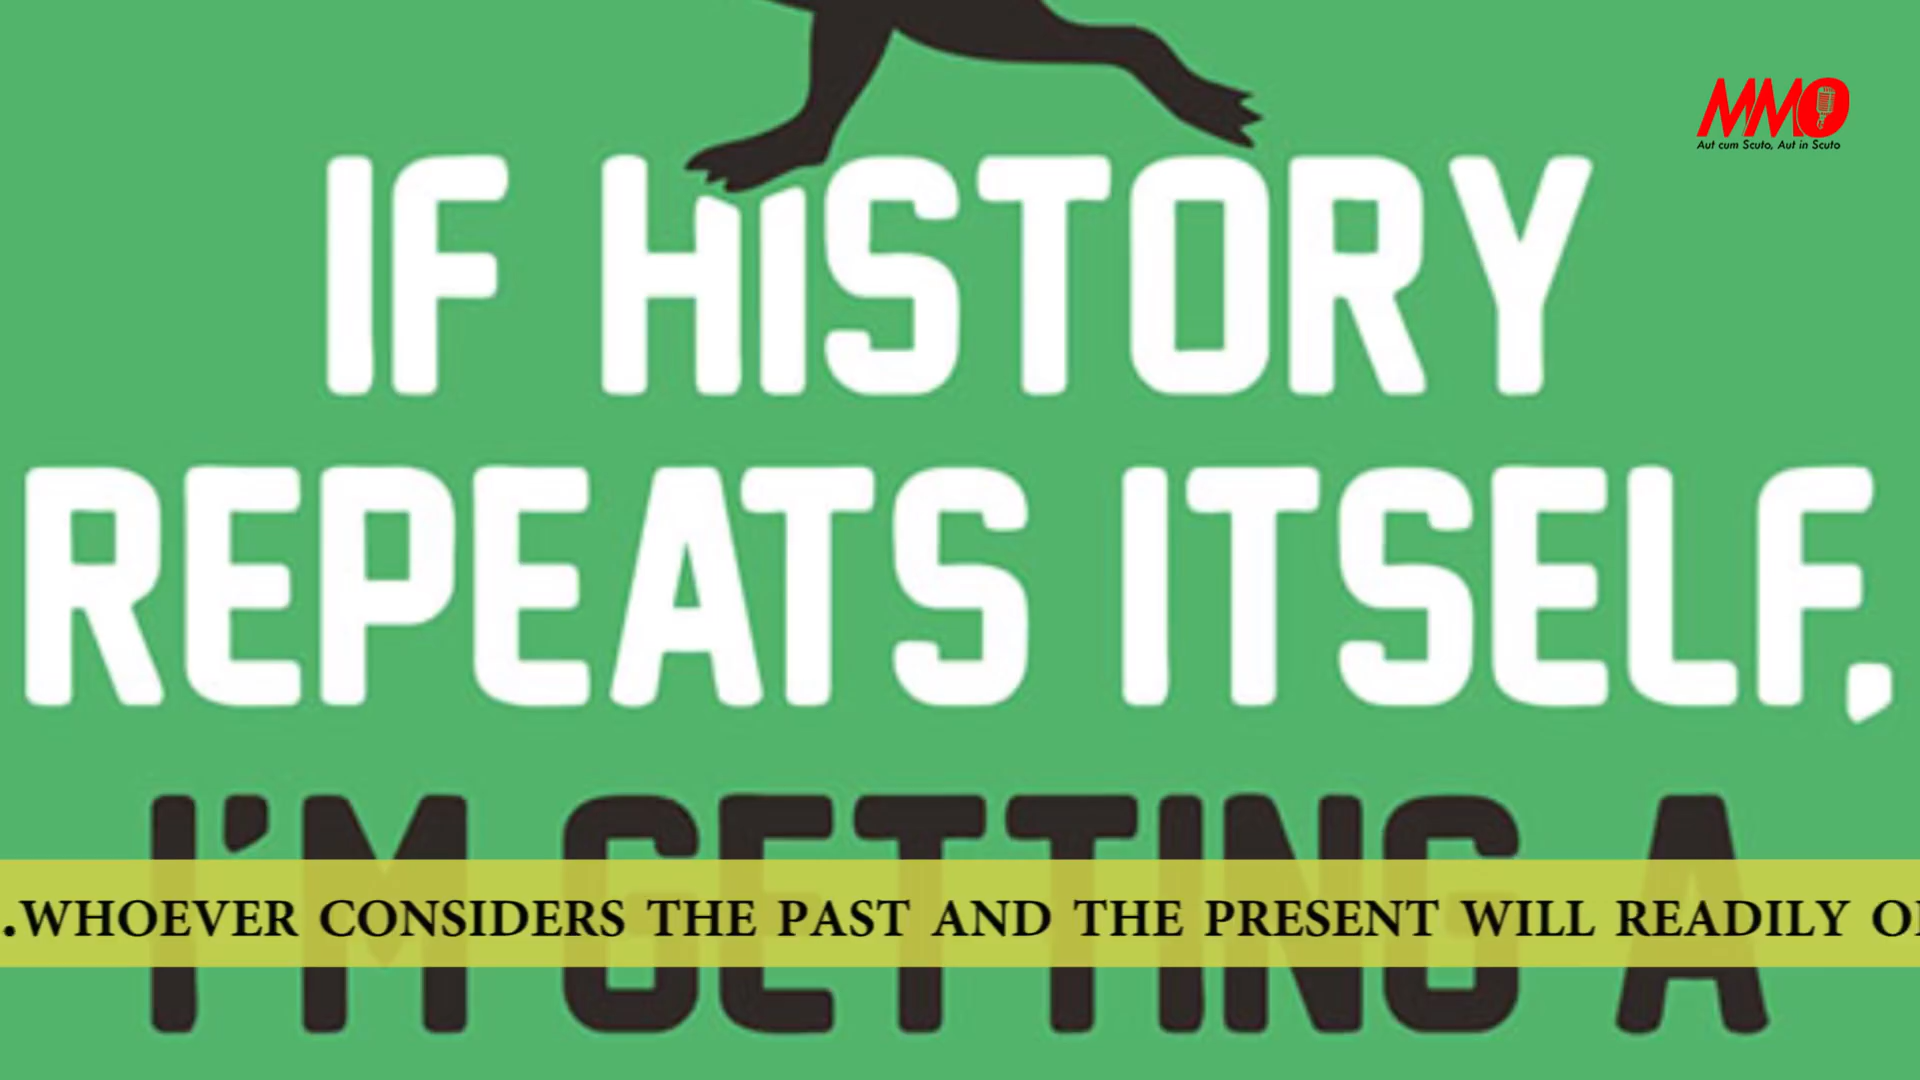 MMO
Aut cum Scuto, Aut in Scuto
IF HISTORY
REPEATS ITSELF,
I'M GETTING A
.WHOEVER CONSIDERS THE PAST AND THE PRESENT WILL READILY